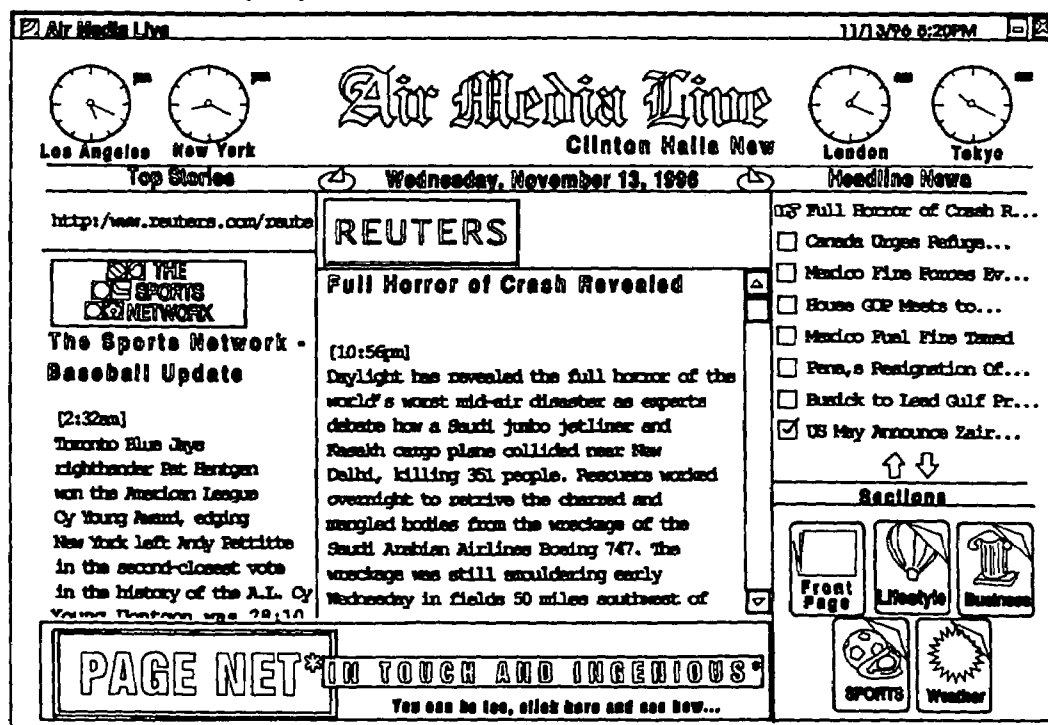 Air Media Live
11/13/96 5:20PM
pm
pm
Air Media Live
am
am
Clinton Hails New
Los Angeles
New York
London
Tokyo
Top Stories
Wednesday, November 13, 1996
Headline News
http:/www.reuters.com/reute
THE
SPORTS
NETWORK
The Sports Network -
Baseball Update
[2:32am]
Toronto Blue Jays
righthander Pat Hentgen
won the American League
Cy Young Award, edging
New York left Andy Pettitte
in the second-closest vote
in the history of the A.L. Cy
Young Hentgen was
REUTERS
Full Horror of Crash Revealed
[10:56pm]
Daylight has revealed the full horror of the
world's worst mid-air disaster as experts
debate how a Saudi jumbo jetliner and
Kazakh cargo plane collided near New
Delhi, killing 351 people. Rescuers worked
overnight to retrive the charred and
mangled bodies from the wreckage of the
Saudi Arabian Airlines Boeing 747. The
wreckage was still smouldering early
Wednesday in fields 50 miles southwest of
Full Horror of Crash R...
Canada Urges Refuge...
Mexico Fire Forces Ev...
House GOP Meets to...
Mexico Fuel Fire Tamed
Pena,s Resignation Of...
Busick to Lead Gulf Pr...
US May Announce Zair...
Sections
Front
Page
Lifestyle
Business
SPORTS
Weather
PAGE NET*
IN TOUCH AND INGENIOUS*
You can be too, click here and see how...